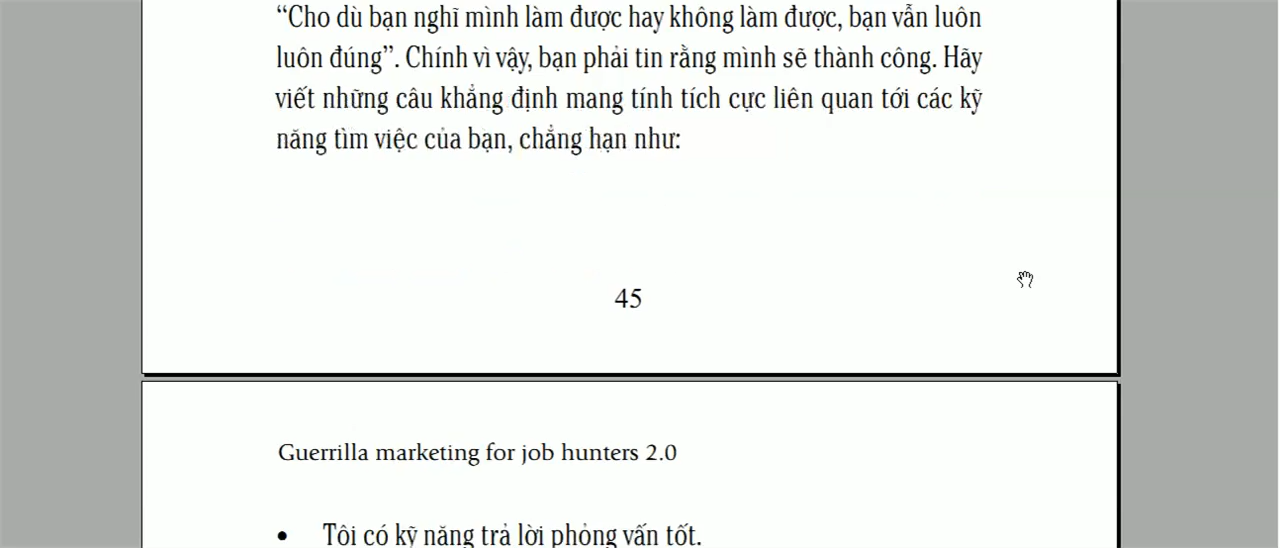 “Cho dù bạn nghĩ mình làm được hay không làm được, bạn vẫn luôn
luôn đúng”. Chính vì vậy, bạn phải tin rằng mình sẽ thành công. Hãy
viết những câu khẳng định mang tính tích cực liên quan tới các kỹ
năng tìm việc của bạn, chẳng hạn như:
45
Guerrilla marketing for job hunters 2.0
• Tôi có kỹ năng trả lời phỏng vấn tốt.